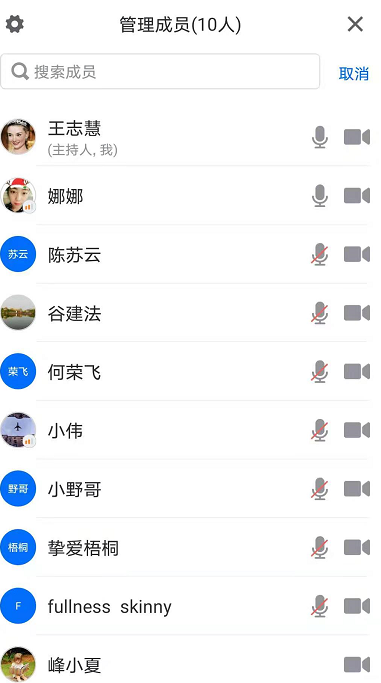 管理成员(10人)
搜索成员
取消
王志慧
(主持人, 我)
娜娜
苏云
陈苏云
谷建法
荣飞
何荣飞
小伟
野哥
小野哥
梧桐
挚爱梧桐
F
fullness skinny
峰小夏